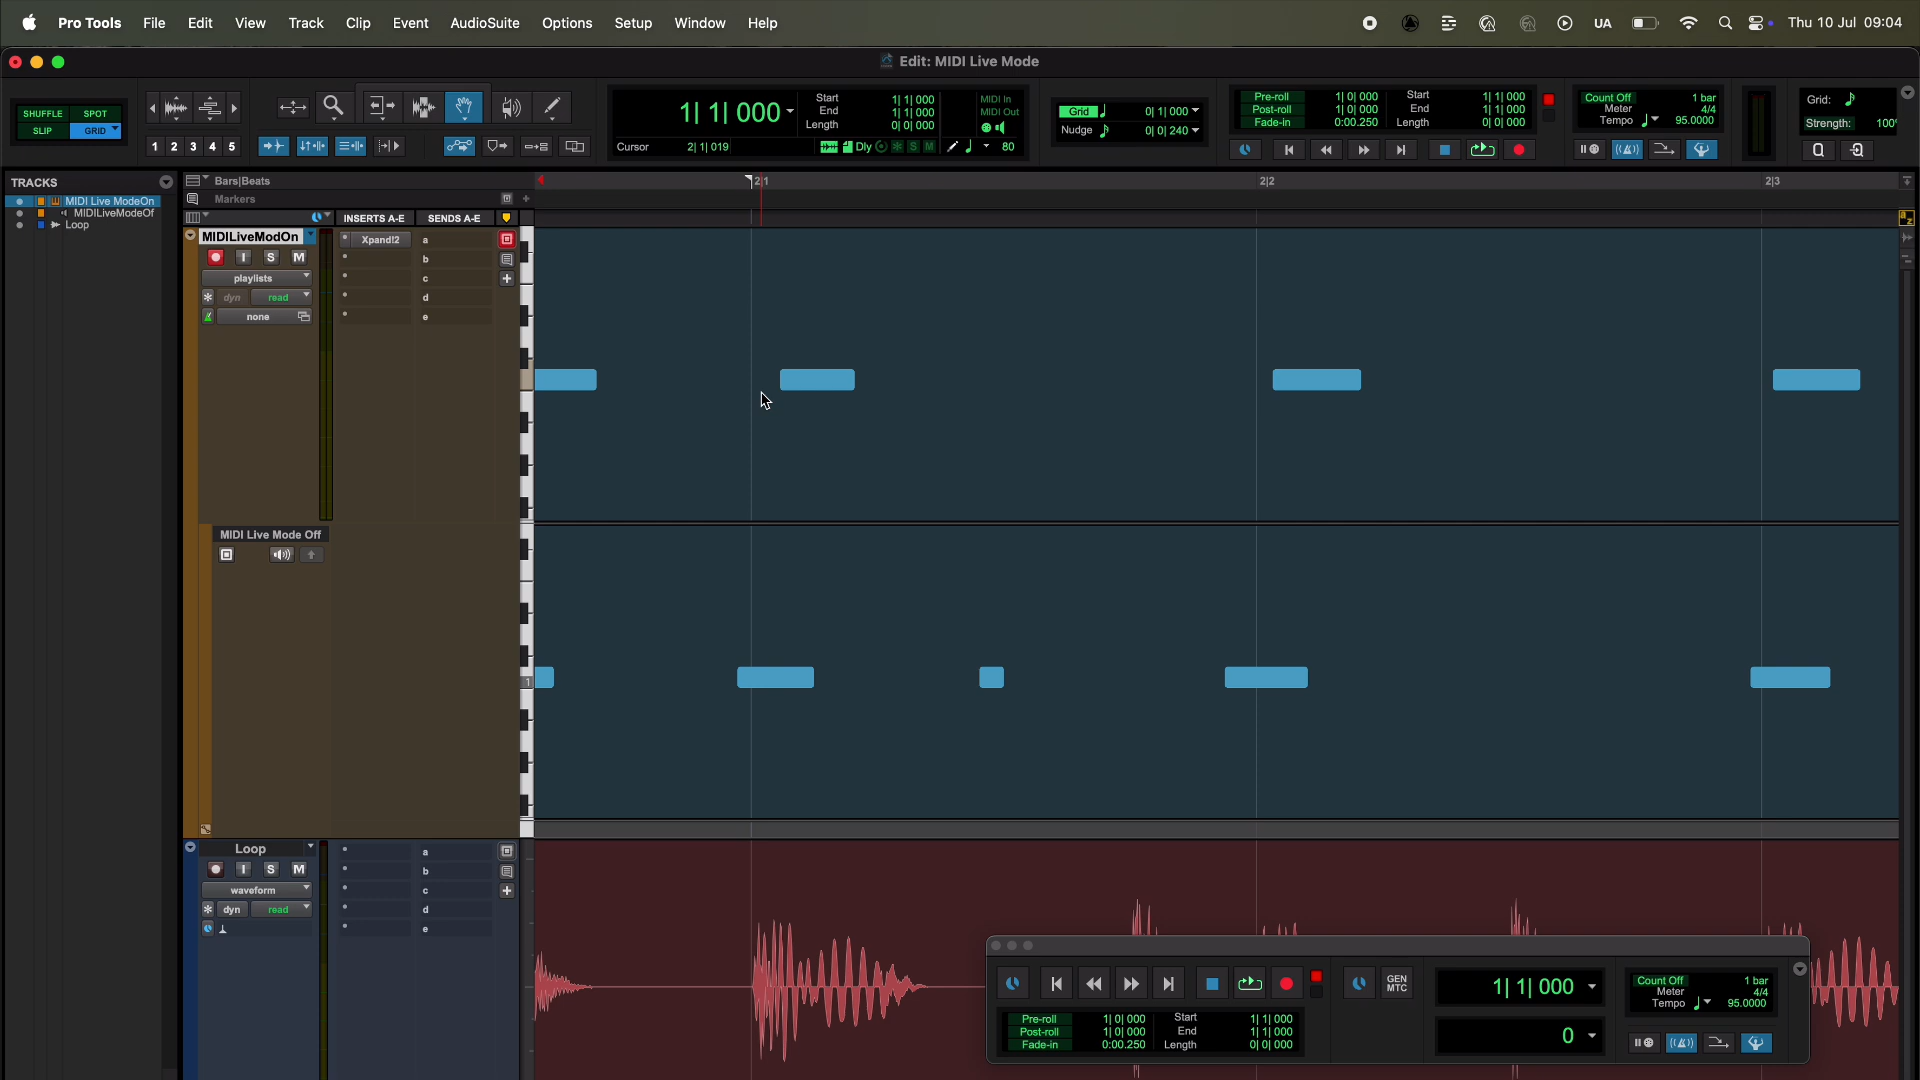 Pro Tools File Edit View Track Clip Event AudioSuite Options Setup Window Help UA Thu 10 Jul 09:04
Edit: MIDI Live Mode
SHUFFLE SPOT
SLIP GRID
1 2 3 4 5
1| 1| 000
Start 1| 1| 000
End 1| 1| 000
Length 0| 0| 000
MIDI In
MIDI Out
Cursor 2| 1| 019
Dly S M 80
Grid 0| 1| 000
Nudge 0| 0| 240
Pre-roll 1| 0| 000
Post-roll 1| 0| 000
Fade-in 0:00.250
Start 1| 1| 000
End 1| 1| 000
Length 0| 0| 000
Count Off 1 bar
Meter 4/4
Tempo 95.0000
Grid:
Strength: 100
Q
TRACKS
MIDI Live ModeOn
MIDILiveModeOf
Loop
Bars|Beats 2|1 2|2 2|3
Markers
INSERTS A-E SENDS A-E
MIDILiveModOn Xpand!2 a
I S M b
playlists c
dyn read d
none e
MIDI Live Mode Off
1
Loop a
I S M b
waveform c
dyn read d
e
GEN
MTC
1| 1| 000
0
Pre-roll 1| 0| 000
Post-roll 1| 0| 000
Fade-in 0:00.250
Start 1| 1| 000
End 1| 1| 000
Length 0| 0| 000
Count Off 1 bar
Meter 4/4
Tempo 95.0000